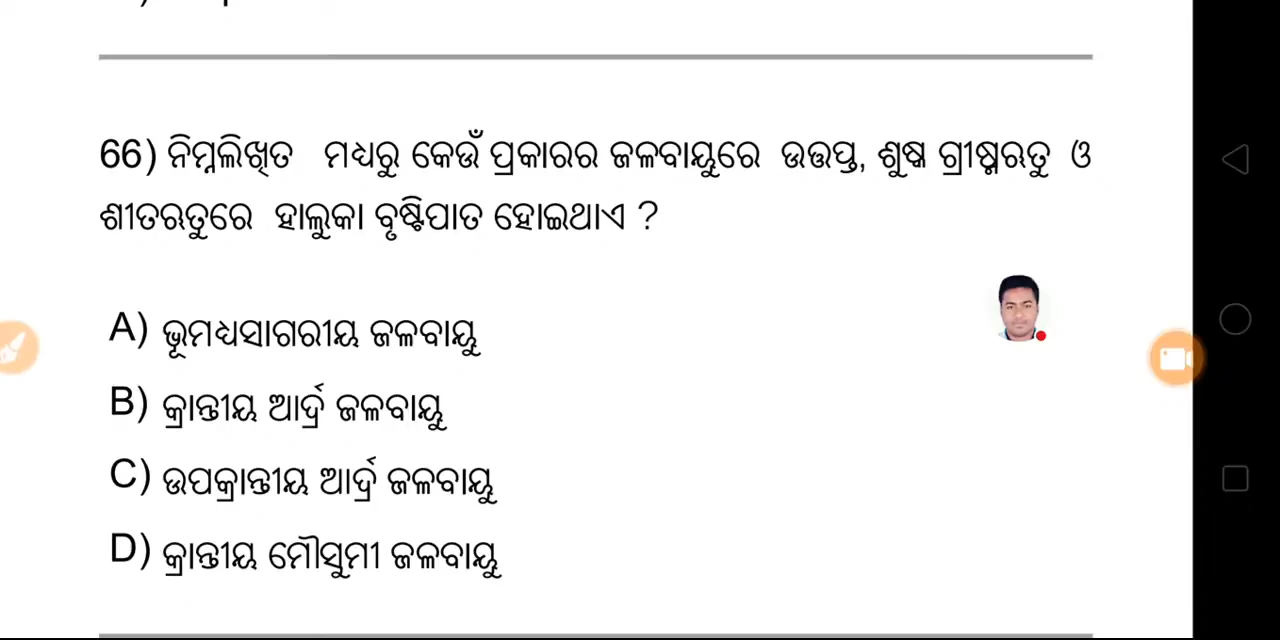 66) ନିମ୍ନଲିଖିତ ମଧ୍ୟରୁ କେଉଁ ପ୍ରକାରର ଜଳବାୟୁରେ ଉତ୍ତପ୍ତ, ଶୁଷ୍କ ଗ୍ରୀଷ୍ମଋତୁ ଓ
ଶୀତଋତୁରେ ହାଲୁକା ବୃଷ୍ଟିପାତ ହୋଇଥାଏ ?
A) ଭୂମଧ୍ୟସାଗରୀୟ ଜଳବାୟୁ
B) କ୍ରାନ୍ତୀୟ ଆର୍ଦ୍ର ଜଳବାୟୁ
C) ଉପକ୍ରାନ୍ତୀୟ ଆର୍ଦ୍ର ଜଳବାୟୁ
D) କ୍ରାନ୍ତୀୟ ମୌସୁମୀ ଜଳବାୟୁ